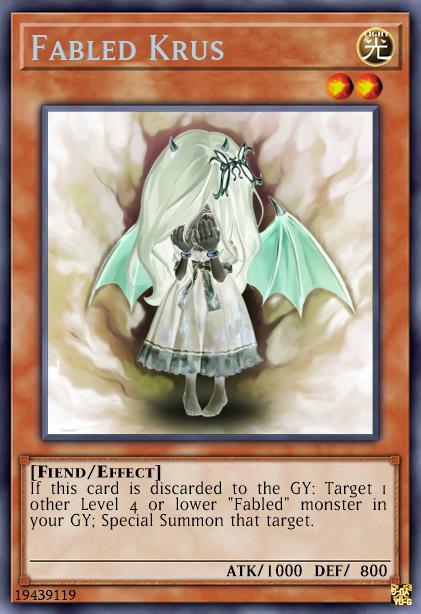 Fabled Krus
LIGHT
光
[Fiend/Effect]
If this card is discarded to the GY: Target 1
other Level 4 or lower "Fabled" monster in
your GY; Special Summon that target.
ATK/1000 DEF/ 800
19439119